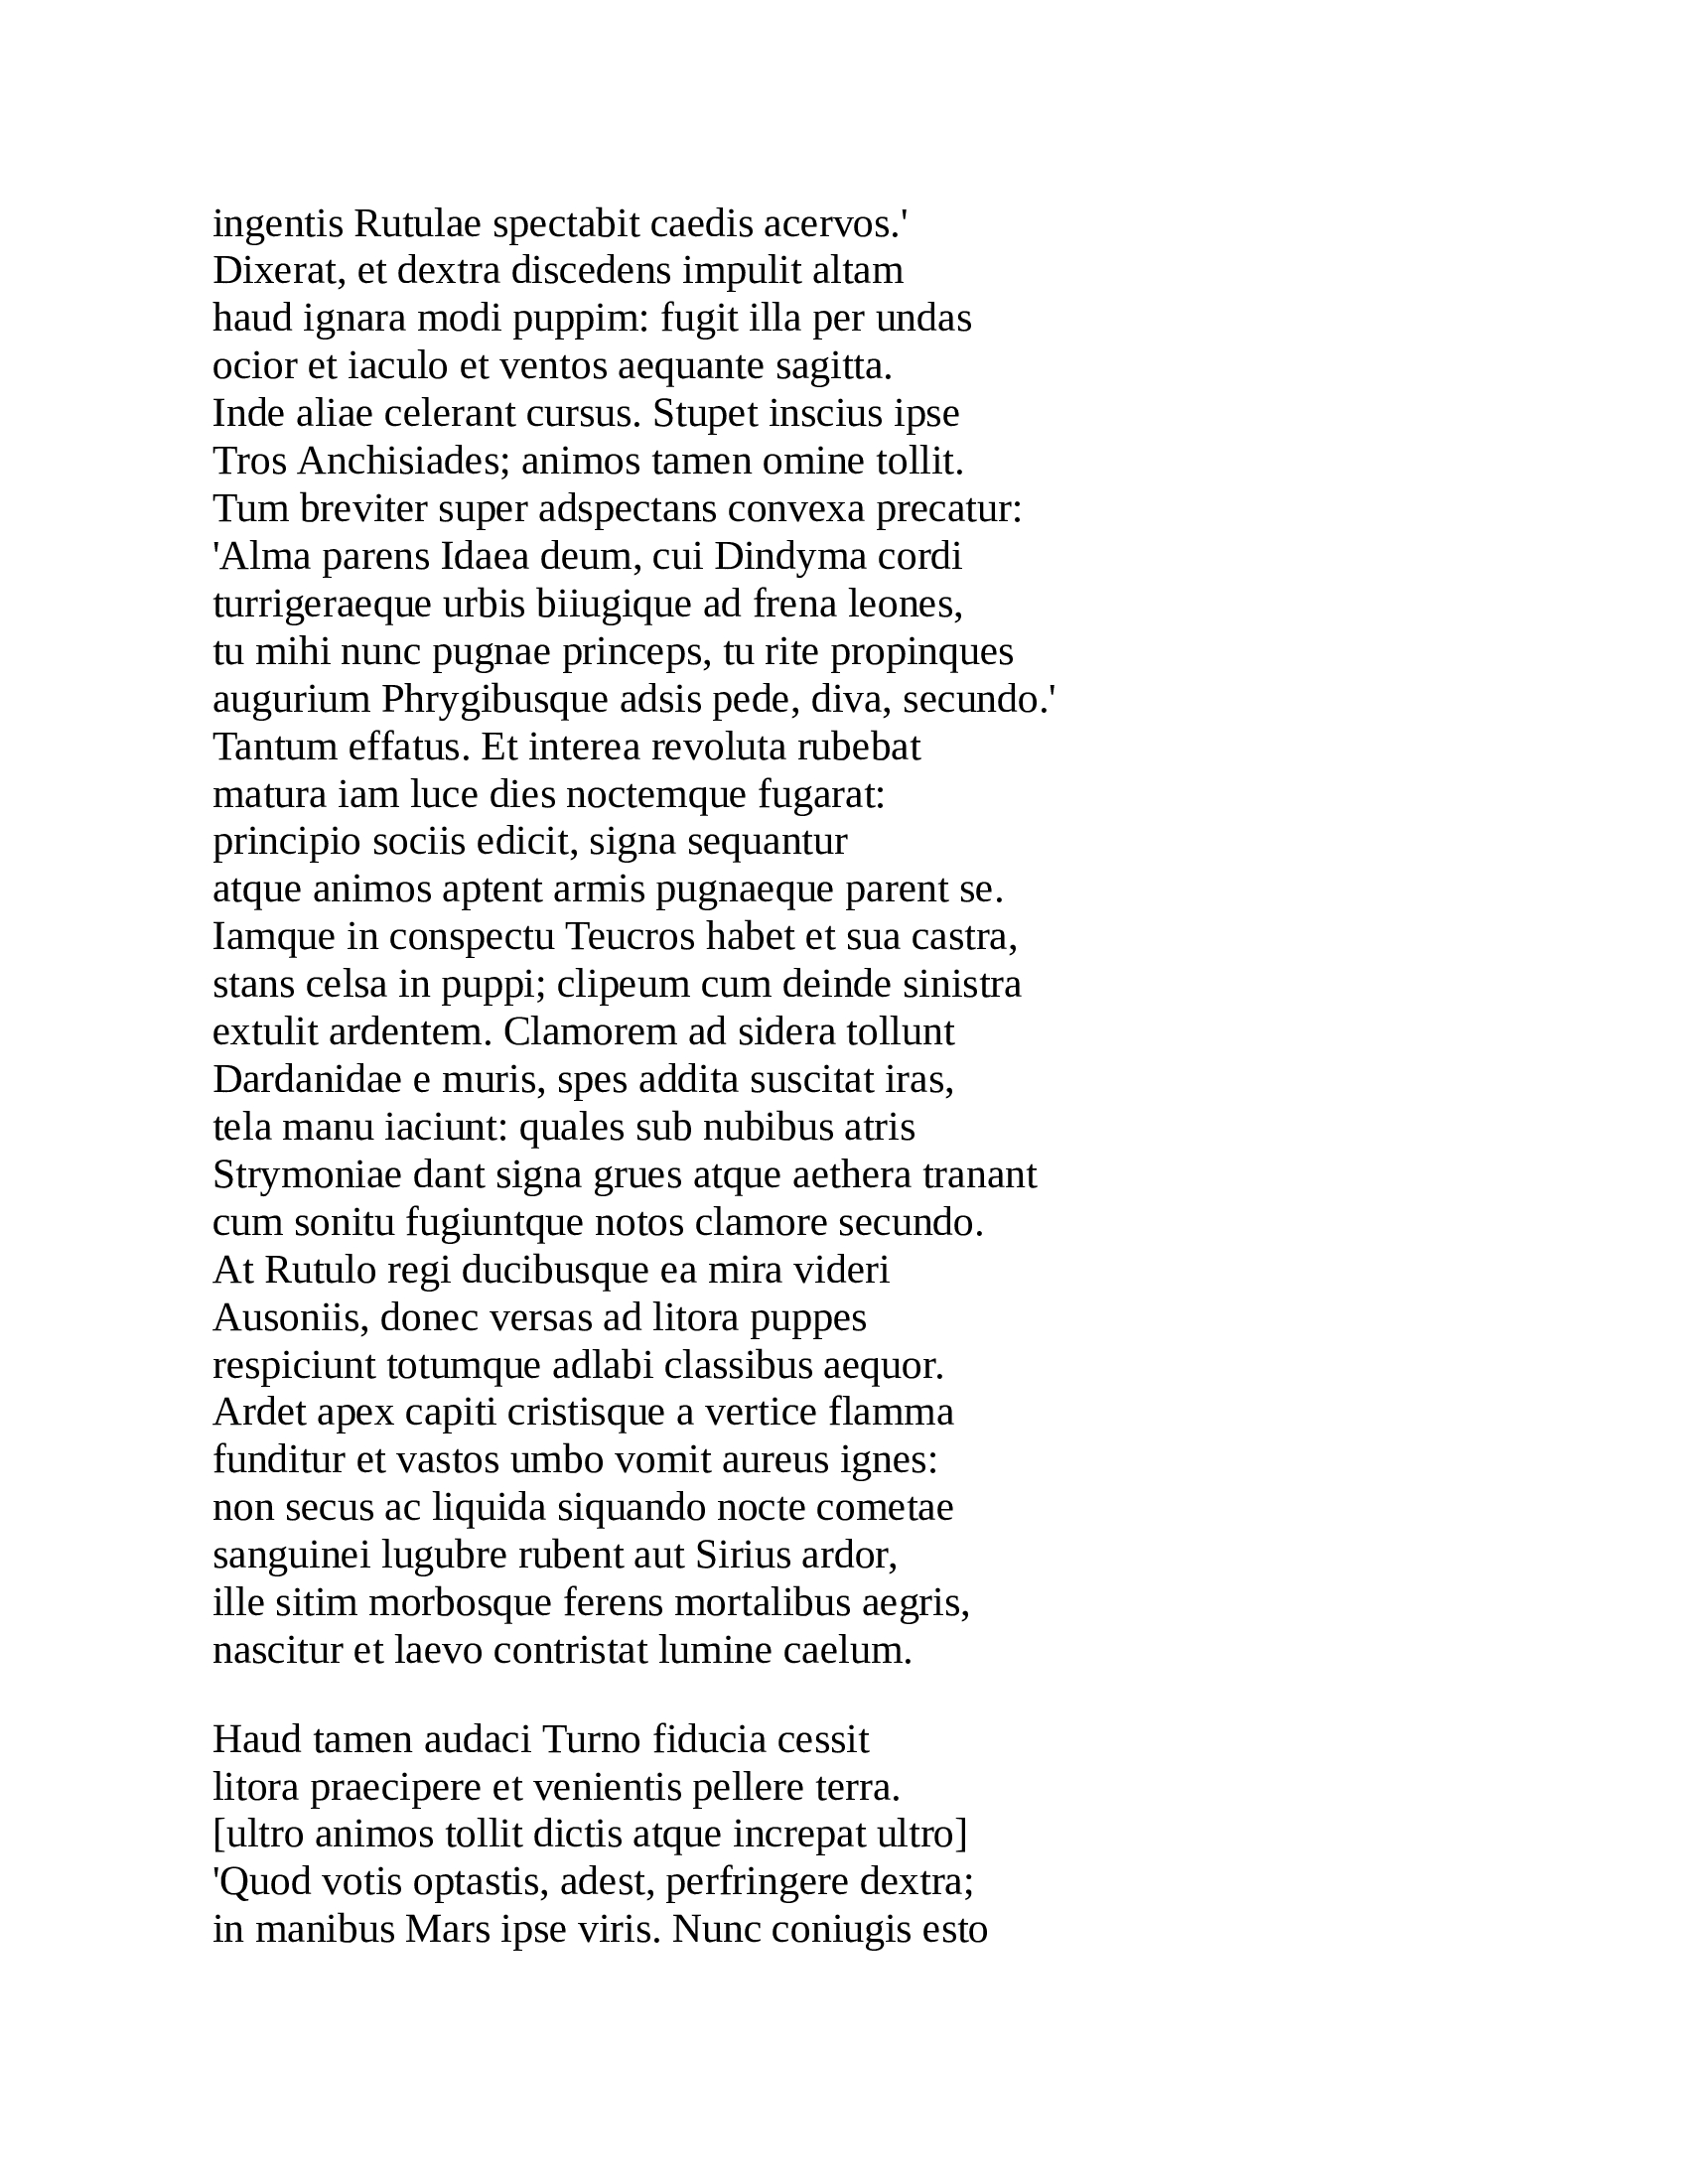 ingentis Rutulae spectabit caedis acervos.'
Dixerat, et dextra discedens impulit altam
haud ignara modi puppim: fugit illa per undas
ocior et iaculo et ventos aequante sagitta.
Inde aliae celerant cursus. Stupet inscius ipse
Tros Anchisiades; animos tamen omine tollit.
Tum breviter super adspectans convexa precatur:
'Alma parens Idaea deum, cui Dindyma cordi
turrigeraeque urbis biiugique ad frena leones,
tu mihi nunc pugnae princeps, tu rite propinques
augurium Phrygibusque adsis pede, diva, secundo.'
Tantum effatus. Et interea revoluta rubebat
matura iam luce dies noctemque fugarat:
principio sociis edicit, signa sequantur
atque animos aptent armis pugnaeque parent se.
Iamque in conspectu Teucros habet et sua castra,
stans celsa in puppi; clipeum cum deinde sinistra
extulit ardentem. Clamorem ad sidera tollunt
Dardanidae e muris, spes addita suscitat iras,
tela manu iaciunt: quales sub nubibus atris
Strymoniae dant signa grues atque aethera tranant
cum sonitu fugiuntque notos clamore secundo.
At Rutulo regi ducibusque ea mira videri
Ausoniis, donec versas ad litora puppes
respiciunt totumque adlabi classibus aequor.
Ardet apex capiti cristisque a vertice flamma
funditur et vastos umbo vomit aureus ignes:
non secus ac liquida siquando nocte cometae
sanguinei lugubre rubent aut Sirius ardor,
ille sitim morbosque ferens mortalibus aegris,
nascitur et laevo contristat lumine caelum.

Haud tamen audaci Turno fiducia cessit
litora praecipere et venientis pellere terra.
[ultro animos tollit dictis atque increpat ultro]
'Quod votis optastis, adest, perfringere dextra;
in manibus Mars ipse viris. Nunc coniugis esto